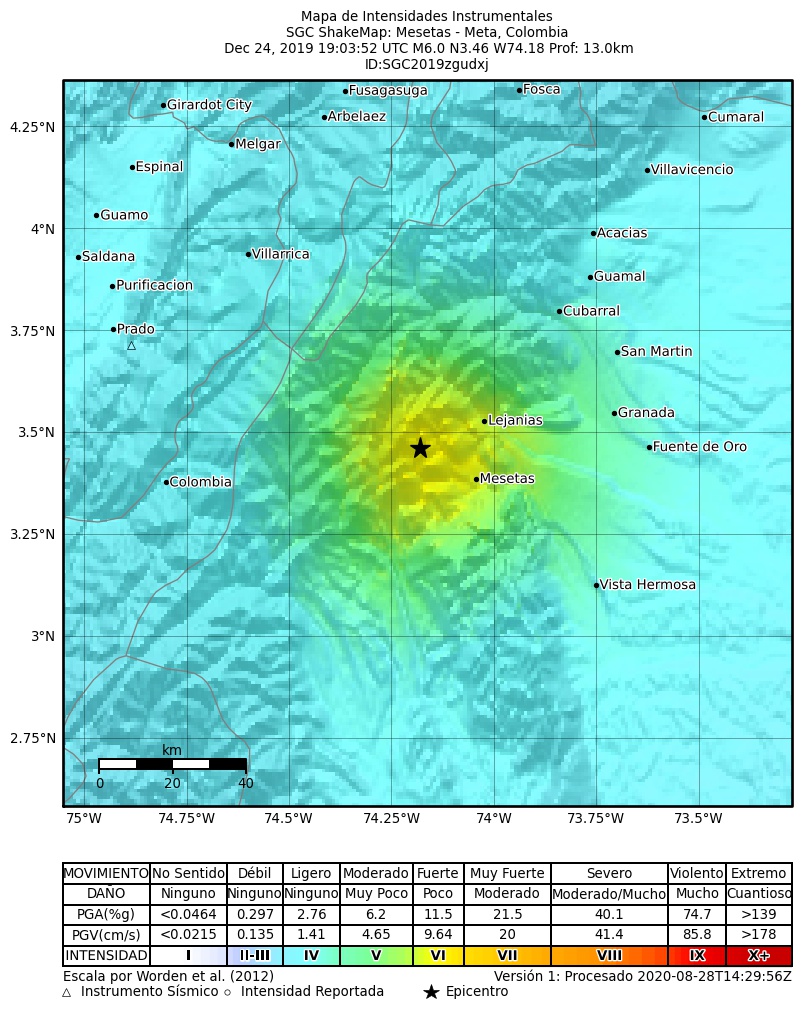 Mapa de Intensidades Instrumentales
SGC ShakeMap: Mesetas - Meta, Colombia
Dec 24, 2019 19:03:52 UTC M6.0 N3.46 W74.18 Prof: 13.0km
ID:SGC2019zgudxj
Fusagasuga
Fosca
Girardot City
Arbelaez
Cumaral
4.25°N
Melgar
Espinal
Villavicencio
Guamo
4°N
Acacias
Saldana
Villarrica
Guamal
Purificacion
Cubarral
3.75°N
Prado
San Martin
Lejanias
Granada
3.5°N
Fuente de Oro
Colombia
Mesetas
3.25°N
Vista Hermosa
3°N
2.75°N
km
0 20 40
75°W 74.75°W 74.5°W 74.25°W 74°W 73.75°W 73.5°W
MOVIMIENTO No Sentido Débil Ligero Moderado Fuerte Muy Fuerte Severo Violento Extremo
DAÑO Ninguno Ninguno Ninguno Muy Poco Poco Moderado Moderado/Mucho Mucho Cuantioso
PGA(%g) <0.0464 0.297 2.76 6.2 11.5 21.5 40.1 74.7 >139
PGV(cm/s) <0.0215 0.135 1.41 4.65 9.64 20 41.4 85.8 >178
INTENSIDAD I II-III IV V VI VII VIII IX X+
Escala por Worden et al. (2012) Versión 1: Procesado 2020-08-28T14:29:56Z
△ Instrumento Sísmico ○ Intensidad Reportada ★ Epicentro